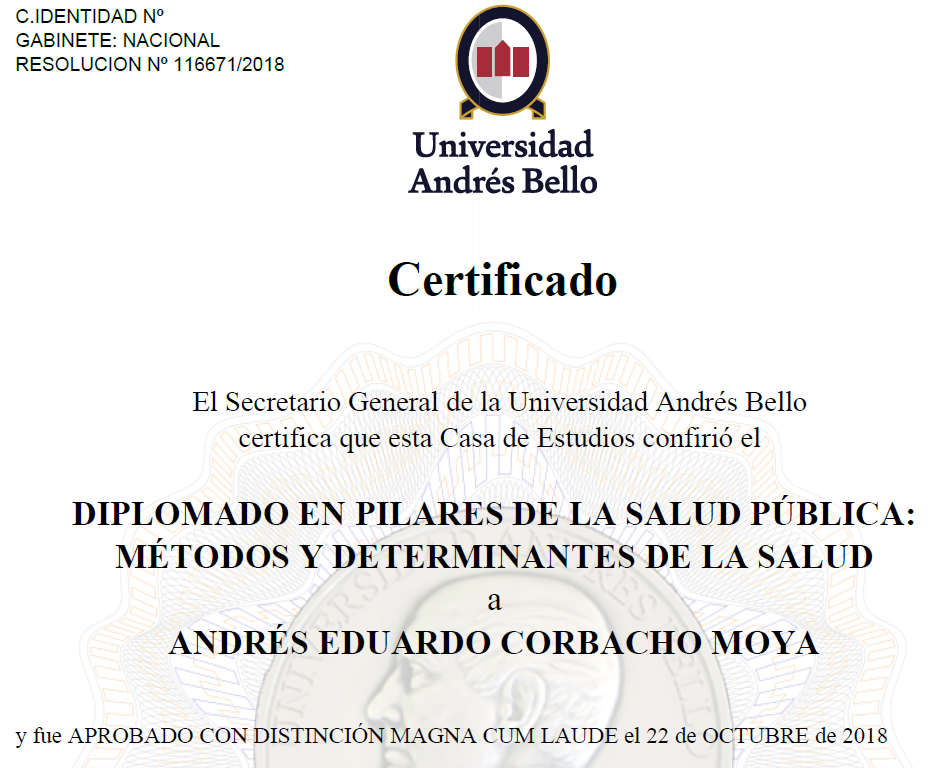 C.IDENTIDAD Nº
GABINETE: NACIONAL
RESOLUCION Nº 116671/2018
Universidad
Andrés Bello
Certificado
El Secretario General de la Universidad Andrés Bello
certifica que esta Casa de Estudios confirió el
DIPLOMADO EN PILARES DE LA SALUD PÚBLICA:
MÉTODOS Y DETERMINANTES DE LA SALUD
a
ANDRÉS EDUARDO CORBACHO MOYA
y fue APROBADO CON DISTINCIÓN MAGNA CUM LAUDE el 22 de OCTUBRE de 2018
UNIVERSIDAD ANDRES BELLO